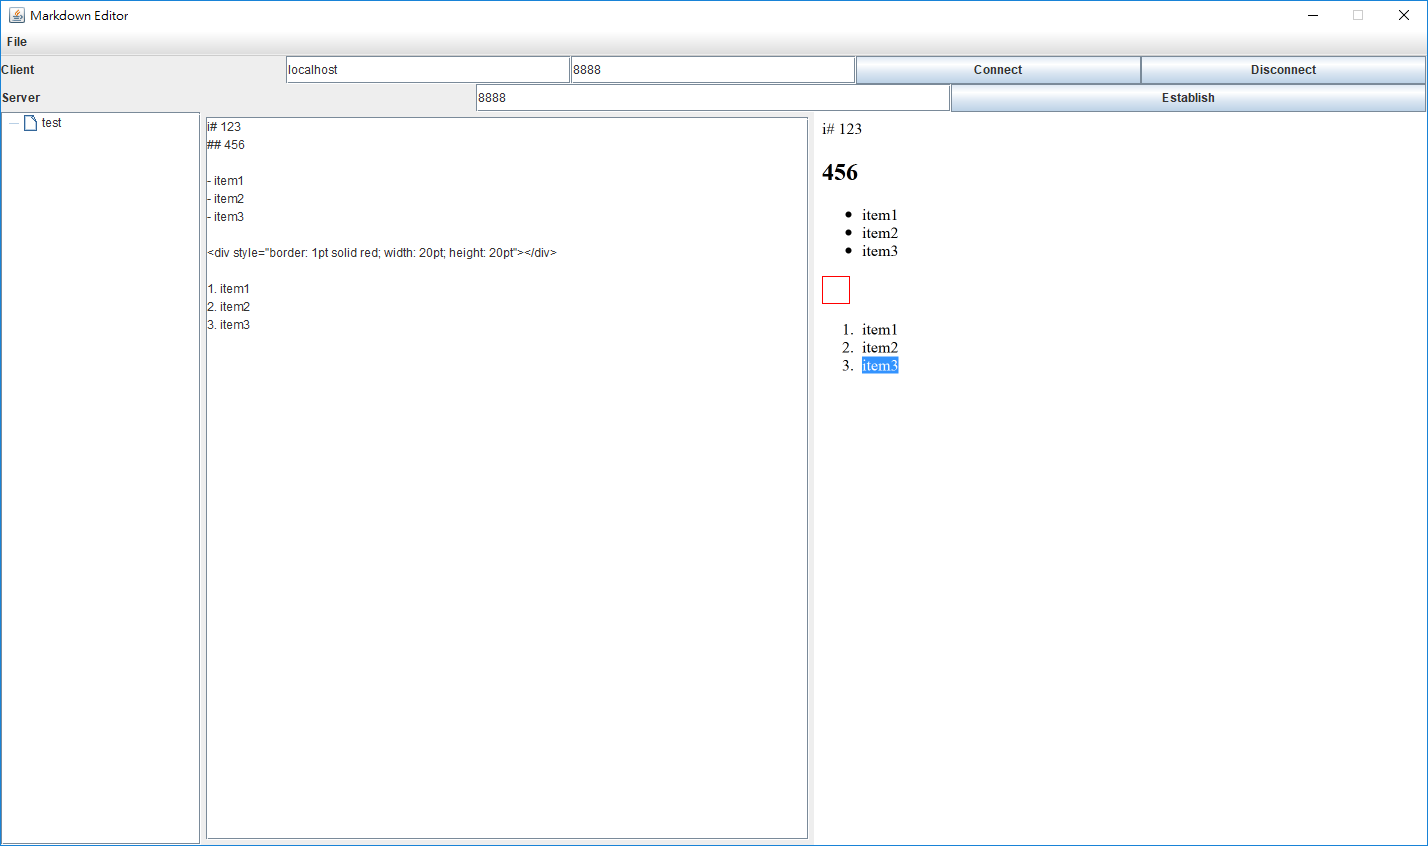 Markdown Editor
File
Client localhost 8888 Connect Disconnect
Server 8888 Establish
test
i# 123
## 456
- item1
- item2
- item3
<div style="border: 1pt solid red; width: 20pt; height: 20pt"></div>
1. item1
2. item2
3. item3
i# 123
456
• item1
• item2
• item3
1. item1
2. item2
3. item3